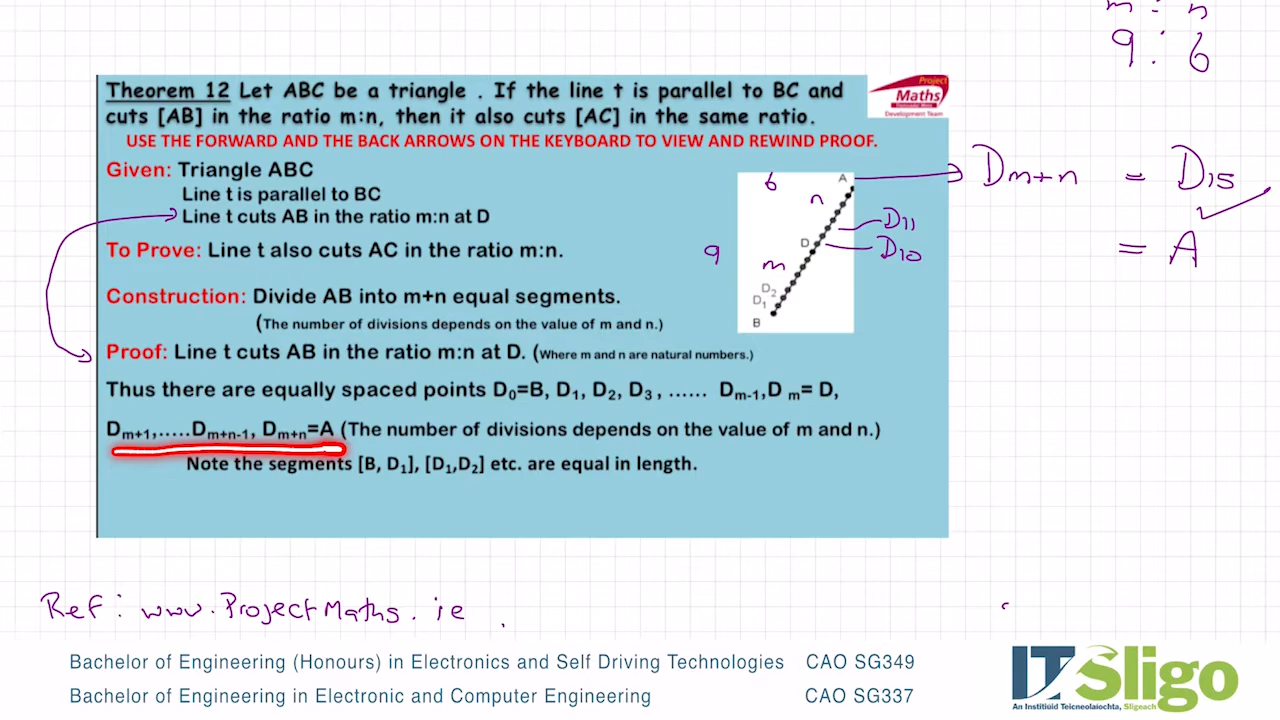 m : n
9 : 6
Theorem 12 Let ABC be a triangle . If the line t is parallel to BC and
cuts [AB] in the ratio m:n, then it also cuts [AC] in the same ratio.
Project
Maths
Development Team
USE THE FORWARD AND THE BACK ARROWS ON THE KEYBOARD TO VIEW AND REWIND PROOF.
Given: Triangle ABC
Line t is parallel to BC
Line t cuts AB in the ratio m:n at D
To Prove: Line t also cuts AC in the ratio m:n.
Construction: Divide AB into m+n equal segments.
(The number of divisions depends on the value of m and n.)
Proof: Line t cuts AB in the ratio m:n at D. (Where m and n are natural numbers.)
Thus there are equally spaced points D0=B, D1, D2, D3 , ...... Dm-1,D m= D,
Dm+1,.....Dm+n-1, Dm+n=A (The number of divisions depends on the value of m and n.)
Note the segments [B, D1], [D1,D2] etc. are equal in length.
6
A
n
D11
D
D10
9
m
D2
D1
B
Dm+n = D15
= A
Ref : www.ProjectMaths.ie
Bachelor of Engineering (Honours) in Electronics and Self Driving Technologies CAO SG349
Bachelor of Engineering in Electronic and Computer Engineering CAO SG337
IT Sligo
An Institiúid Teicneolaíochta, Sligeach